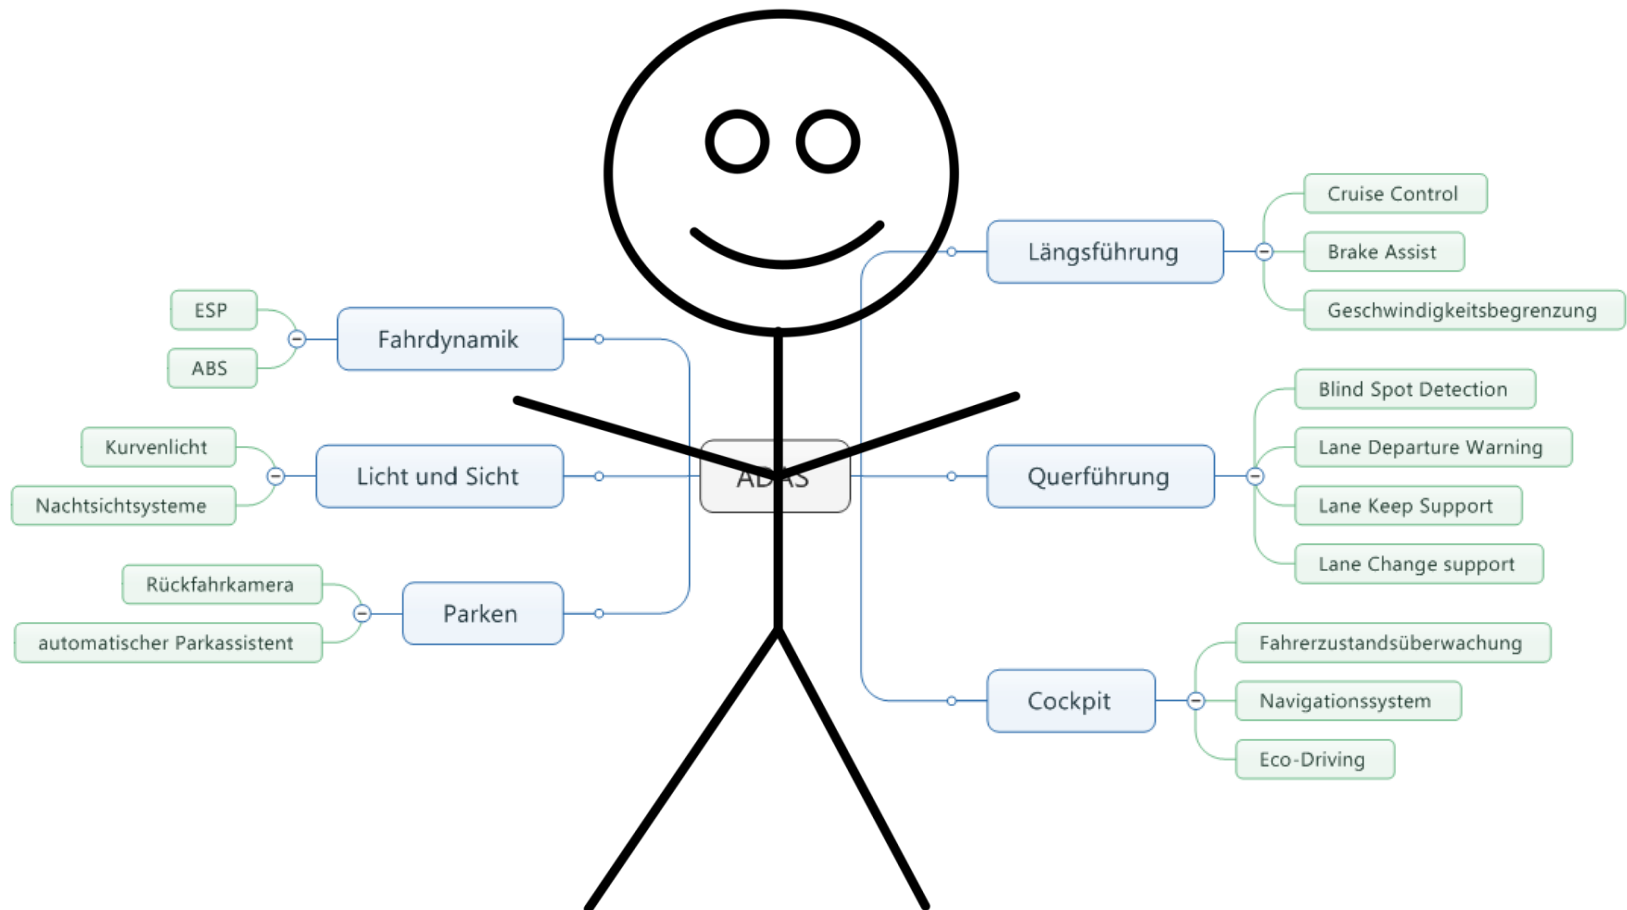 ESP
ABS
Fahrdynamik
Kurvenlicht
Nachtsichtsysteme
Licht und Sicht
Rückfahrkamera
automatischer Parkassistent
Parken
ADAS
Längsführung
Cruise Control
Brake Assist
Geschwindigkeitsbegrenzung
Querführung
Blind Spot Detection
Lane Departure Warning
Lane Keep Support
Lane Change support
Cockpit
Fahrerzustandsüberwachung
Navigationssystem
Eco-Driving